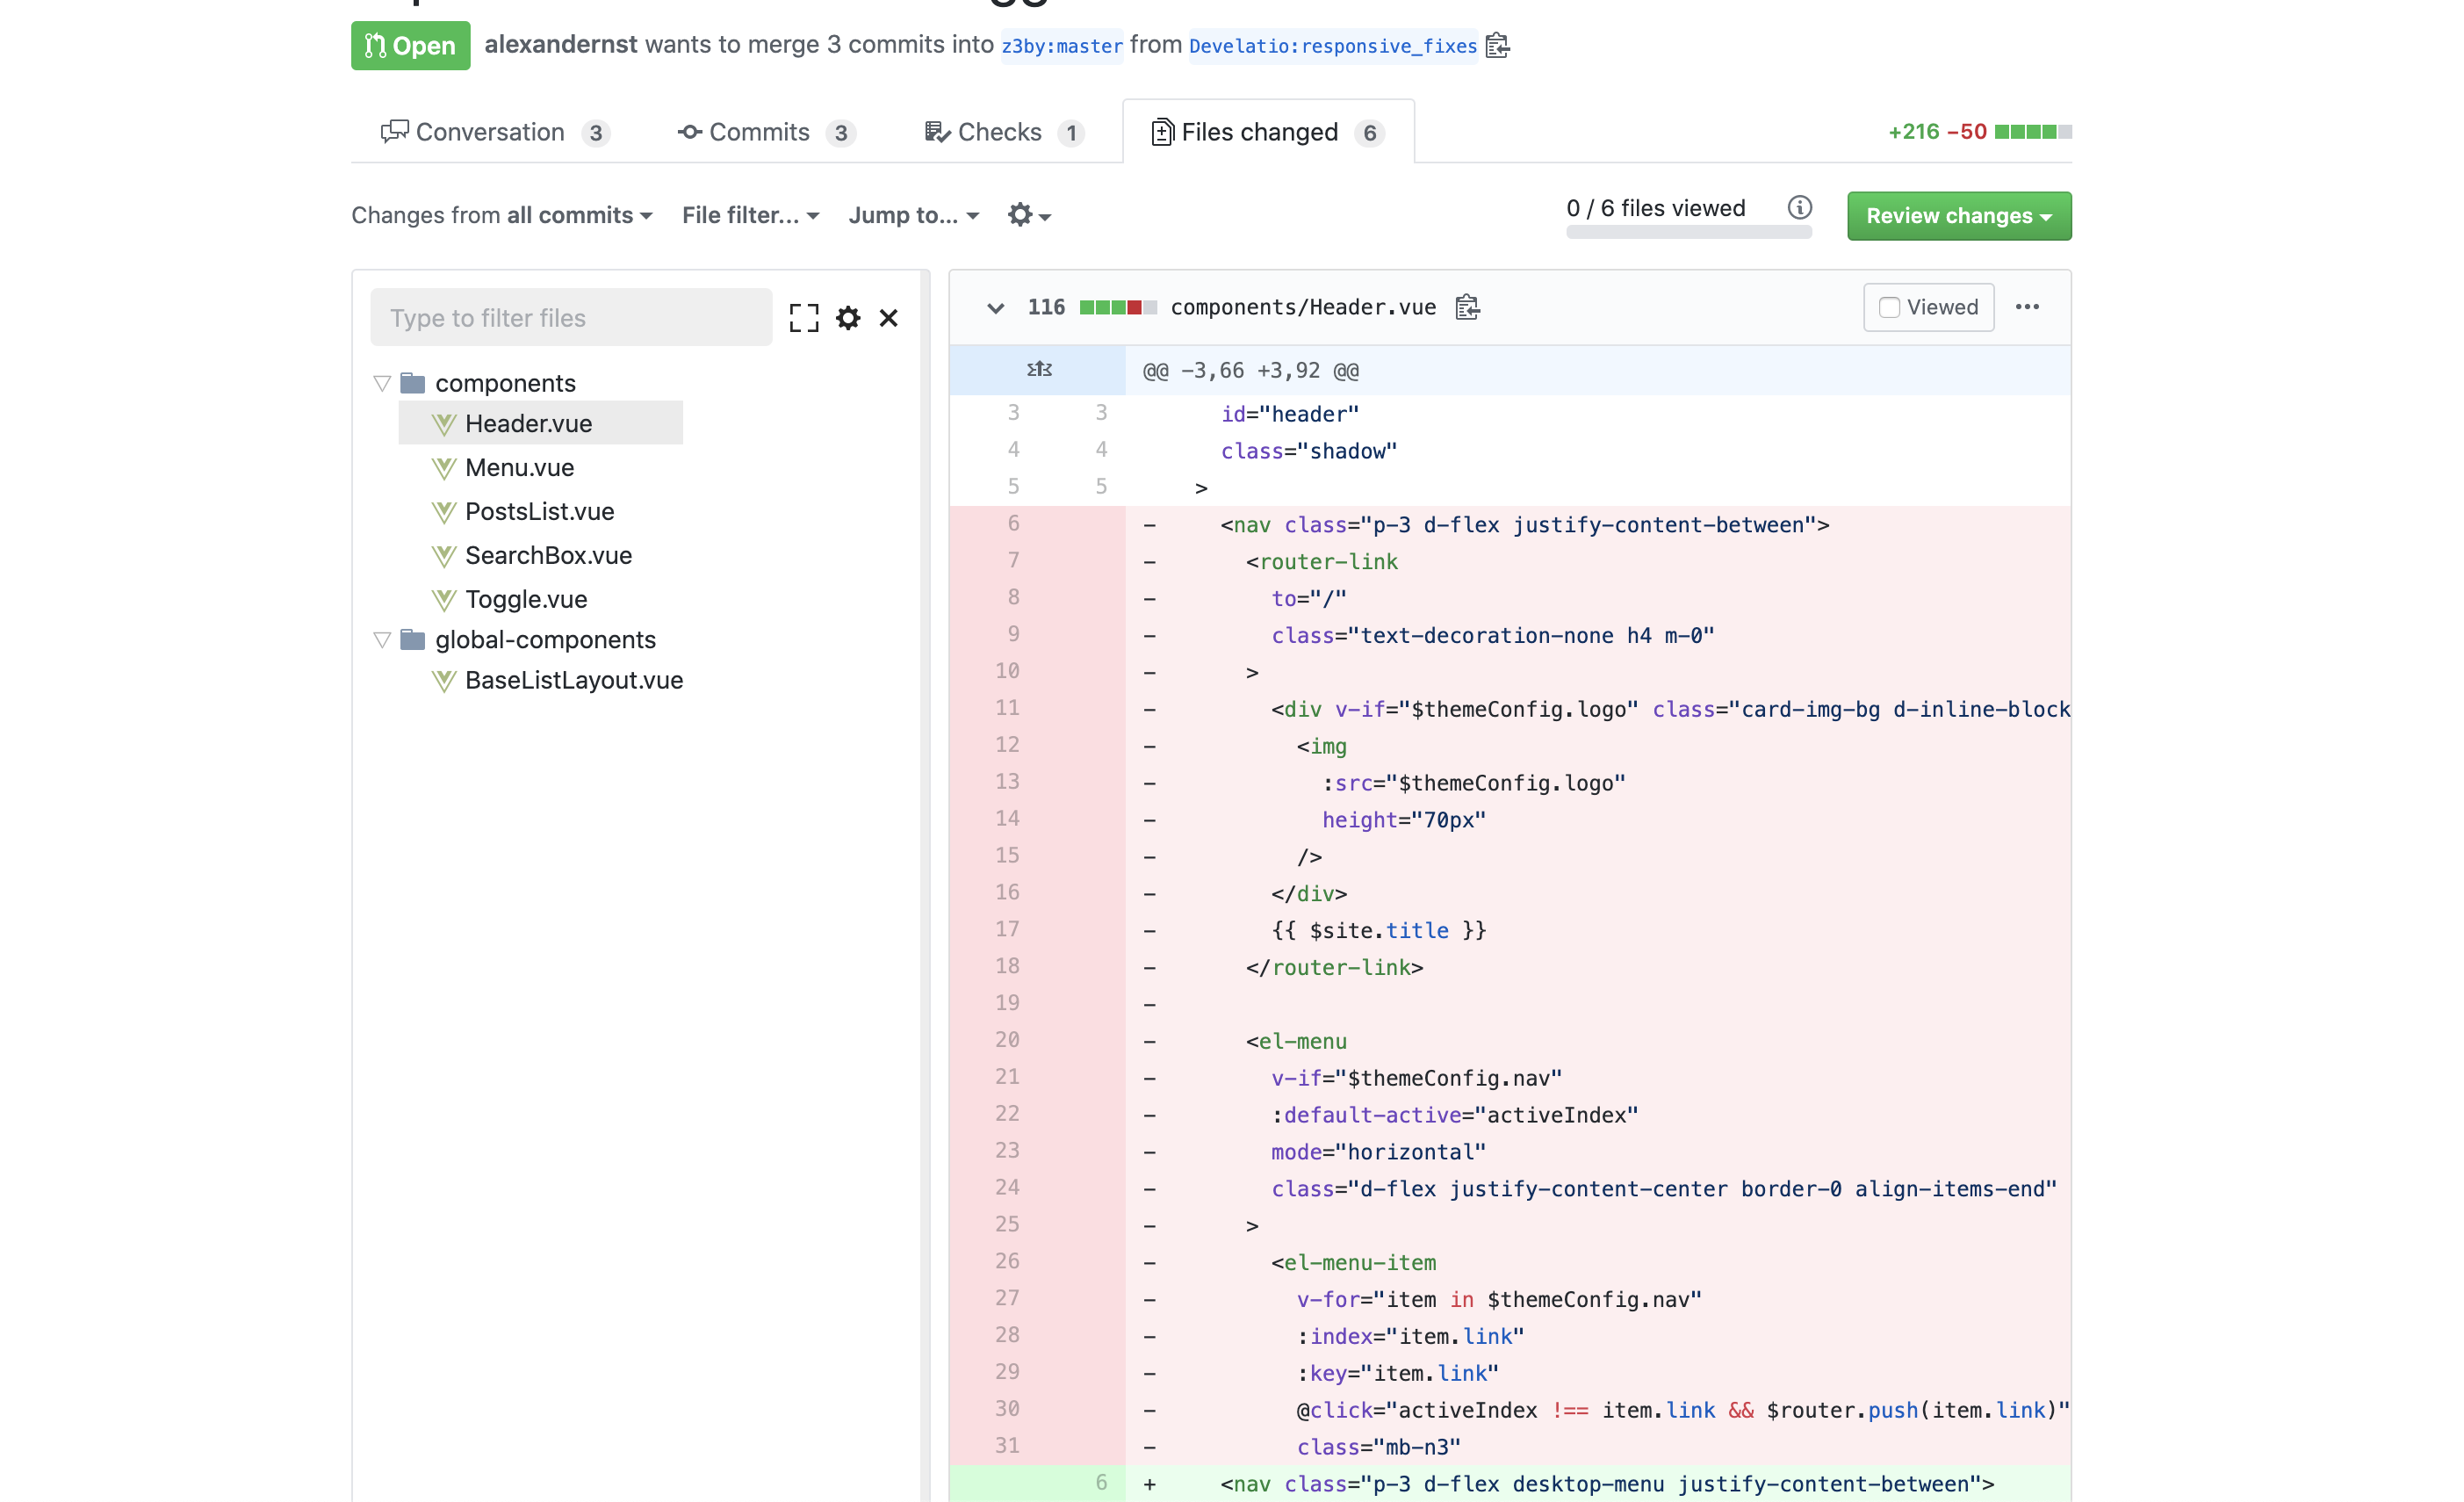 Open alexandernst wants to merge 3 commits into z3by:master from Develatio:responsive_fixes
Conversation 3 Commits 3 Checks 1 Files changed 6 +216 −50
Changes from all commits File filter... Jump to... 0 / 6 files viewed Review changes
Type to filter files
components
Header.vue
Menu.vue
PostsList.vue
SearchBox.vue
Toggle.vue
global-components
BaseListLayout.vue
116 components/Header.vue Viewed
@@ −3,66 +3,92 @@
3 3 id="header"
4 4 class="shadow"
5 5 >
6 − <nav class="p-3 d-flex justify-content-between">
7 − <router-link
8 − to="/"
9 − class="text-decoration-none h4 m-0"
10 − >
11 − <div v-if="$themeConfig.logo" class="card-img-bg d-inline-block
12 − <img
13 − :src="$themeConfig.logo"
14 − height="70px"
15 − />
16 − </div>
17 − {{ $site.title }}
18 − </router-link>
19 −
20 − <el-menu
21 − v-if="$themeConfig.nav"
22 − :default-active="activeIndex"
23 − mode="horizontal"
24 − class="d-flex justify-content-center border-0 align-items-end"
25 − >
26 − <el-menu-item
27 − v-for="item in $themeConfig.nav"
28 − :index="item.link"
29 − :key="item.link"
30 − @click="activeIndex !== item.link && $router.push(item.link)"
31 − class="mb-n3"
6 + <nav class="p-3 d-flex desktop-menu justify-content-between">